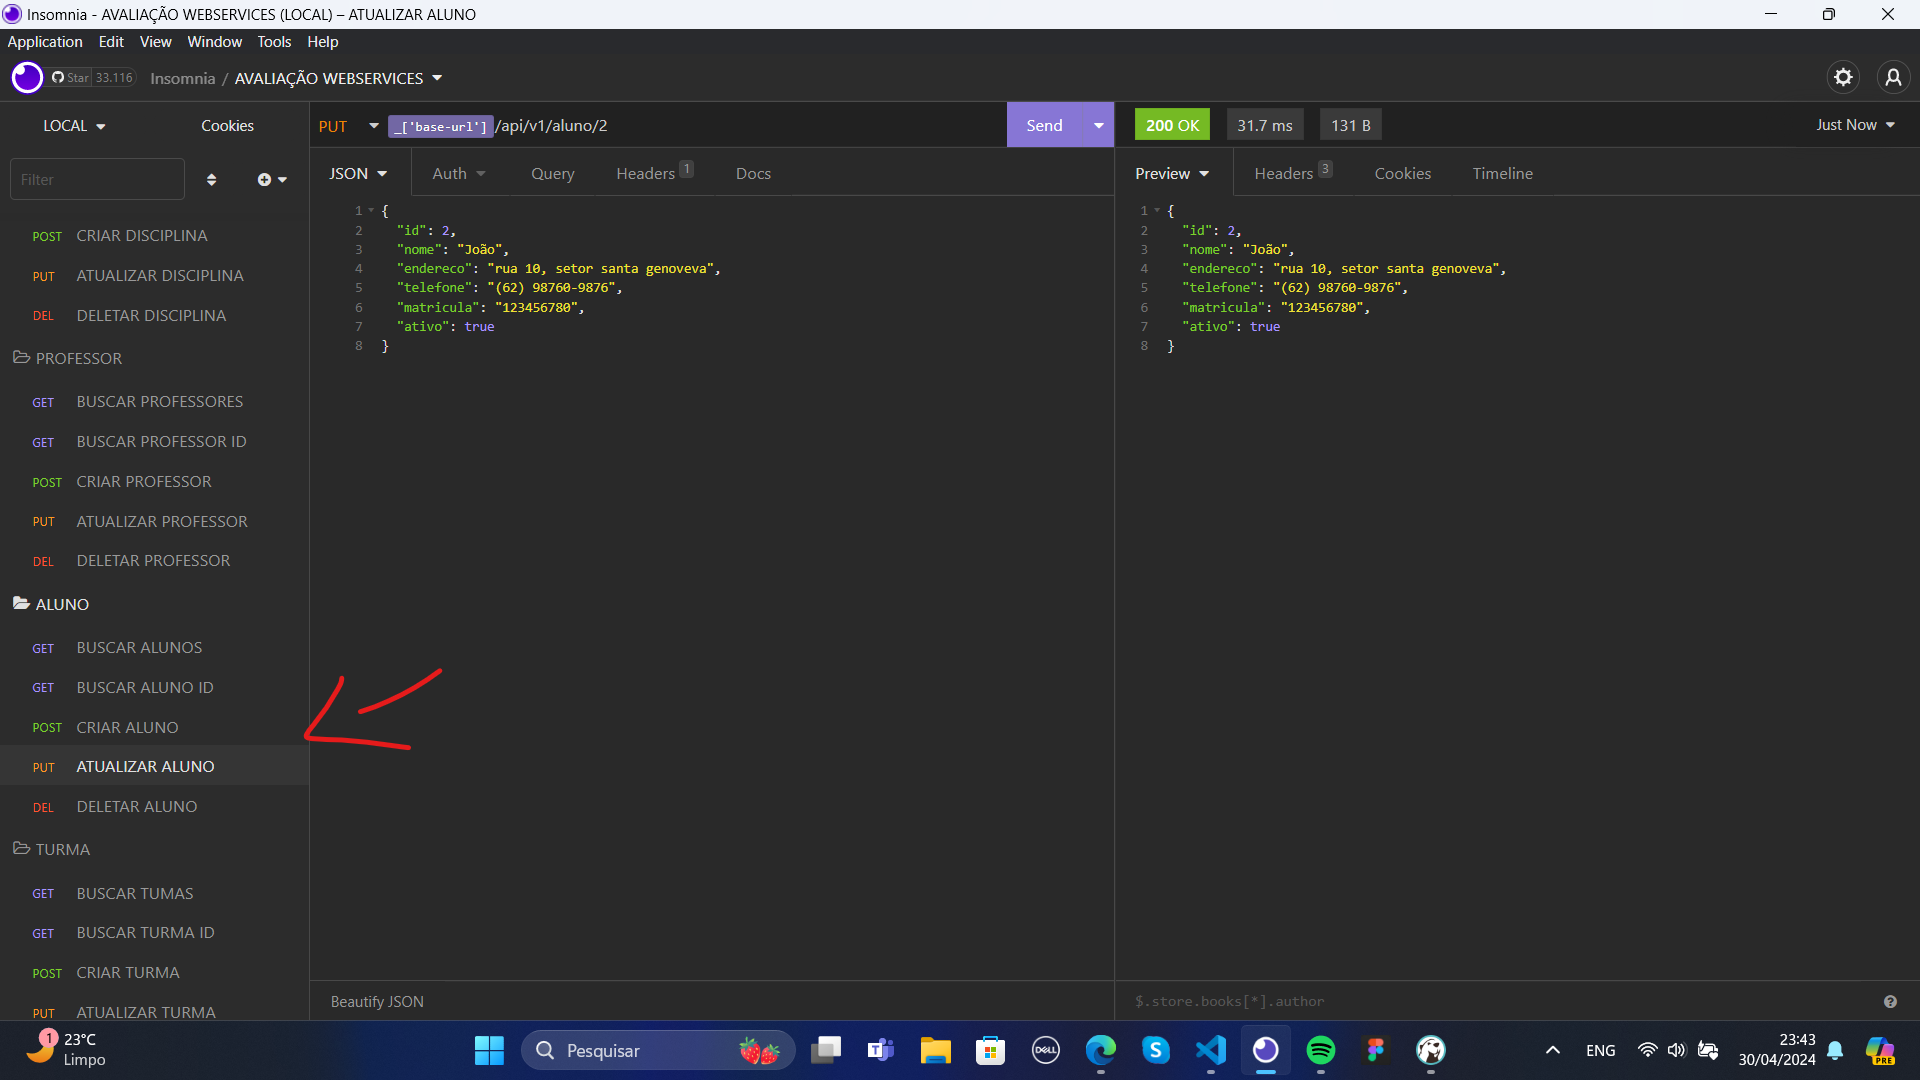 Insomnia - AVALIAÇÃO WEBSERVICES (LOCAL) – ATUALIZAR ALUNO
Application Edit View Window Tools Help
Star 33.116 Insomnia / AVALIAÇÃO WEBSERVICES
LOCAL Cookies
Filter
POST CRIAR DISCIPLINA
PUT ATUALIZAR DISCIPLINA
DEL DELETAR DISCIPLINA
PROFESSOR
GET BUSCAR PROFESSORES
GET BUSCAR PROFESSOR ID
POST CRIAR PROFESSOR
PUT ATUALIZAR PROFESSOR
DEL DELETAR PROFESSOR
ALUNO
GET BUSCAR ALUNOS
GET BUSCAR ALUNO ID
POST CRIAR ALUNO
PUT ATUALIZAR ALUNO
DEL DELETAR ALUNO
TURMA
GET BUSCAR TUMAS
GET BUSCAR TURMA ID
POST CRIAR TURMA
PUT ATUALIZAR TURMA
PUT _['base-url'] /api/v1/aluno/2 Send
JSON Auth Query Headers 1 Docs
1 {
2 "id": 2,
3 "nome": "João",
4 "endereco": "rua 10, setor santa genoveva",
5 "telefone": "(62) 98760-9876",
6 "matricula": "123456780",
7 "ativo": true
8 }
Beautify JSON
200 OK 31.7 ms 131 B Just Now
Preview Headers 3 Cookies Timeline
1 {
2 "id": 2,
3 "nome": "João",
4 "endereco": "rua 10, setor santa genoveva",
5 "telefone": "(62) 98760-9876",
6 "matricula": "123456780",
7 "ativo": true
8 }
$.store.books[*].author
1 23°C
Limpo
Pesquisar
DELL
ENG
23:43
30/04/2024
PRE